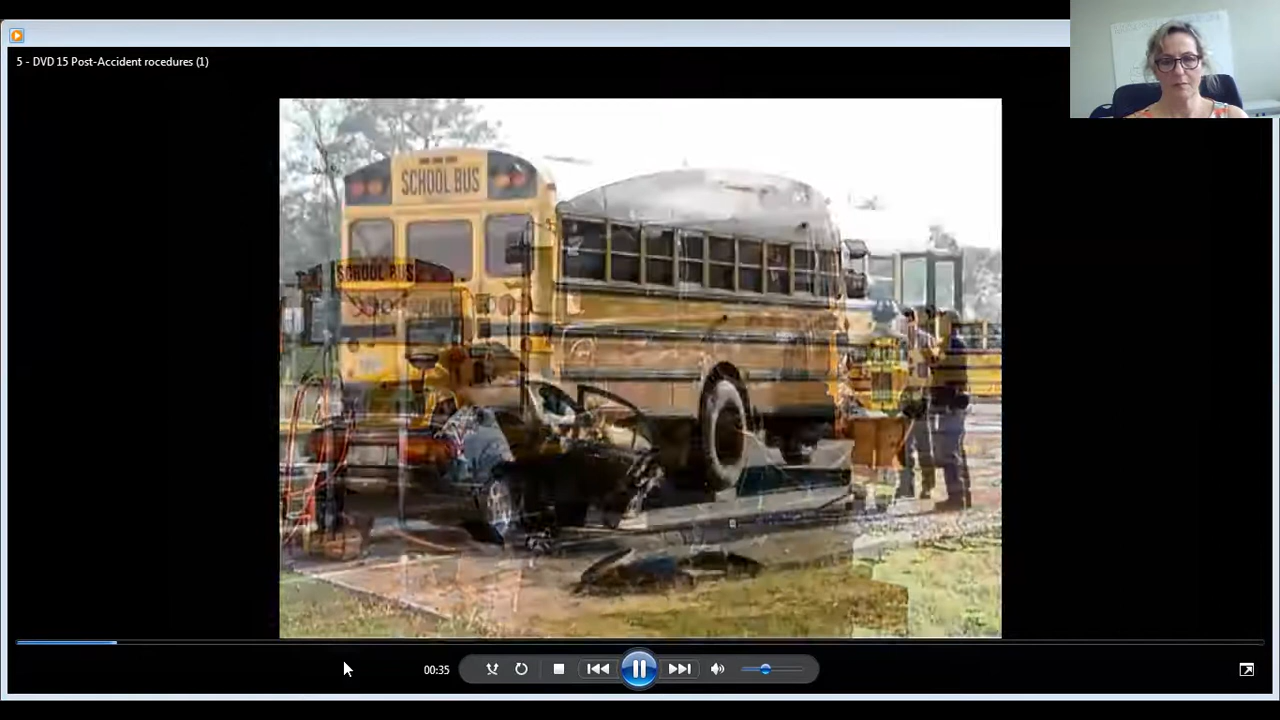 5 - DVD 15 Post-Accident rocedures (1)
SCHOOL BUS
SCHOOL BUS
00:35